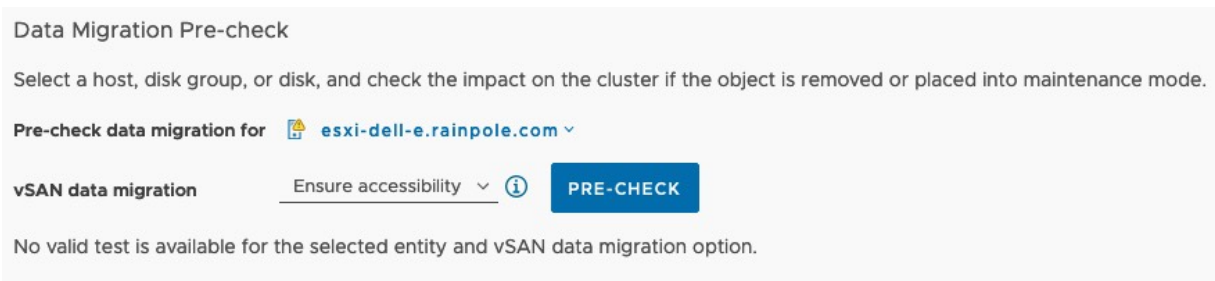 Data Migration Pre-check
Select a host, disk group, or disk, and check the impact on the cluster if the object is removed or placed into maintenance mode.
Pre-check data migration for esxi-dell-e.rainpole.com
vSAN data migration Ensure accessibility PRE-CHECK
No valid test is available for the selected entity and vSAN data migration option.